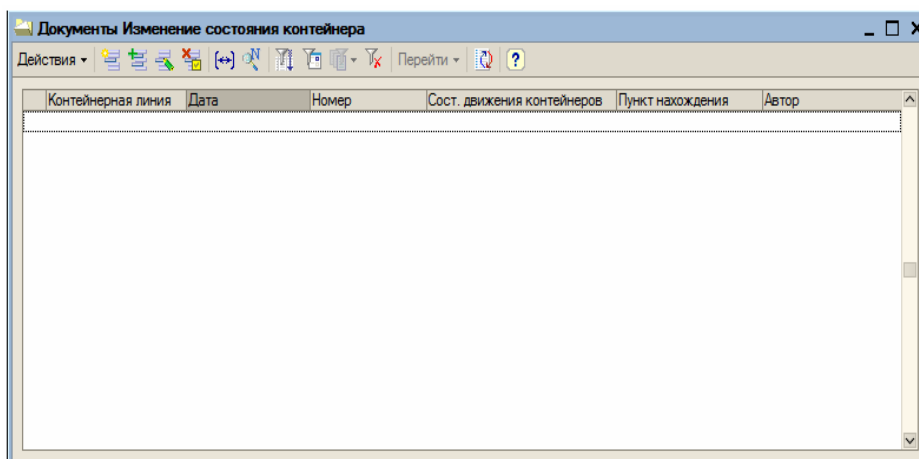 Документы Изменение состояния контейнера
Действия Перейти ?
Контейнерная линия Дата Номер Сост. движения контейнеров Пункт нахождения Автор